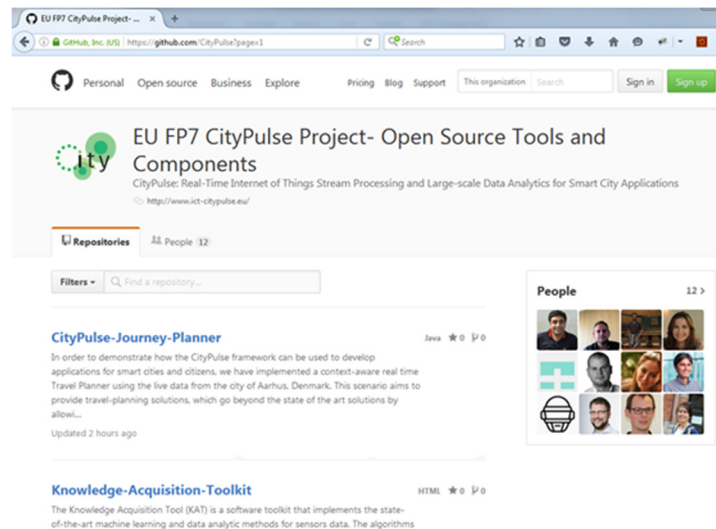 EU FP7 CityPulse Project-... × +
GitHub, Inc. (US) https://github.com/CityPulse?page=1 Search
Personal Open source Business Explore Pricing Blog Support This organization Search Sign in Sign up
city
EU FP7 CityPulse Project- Open Source Tools and
Components
CityPulse: Real-Time Internet of Things Stream Processing and Large-scale Data Analytics for Smart City Applications
http://www.ict-citypulse.eu/
Repositories People 12
Filters Find a repository...
People 12 >
CityPulse-Journey-Planner Java 0 0
In order to demonstrate how the CityPulse framework can be used to develop
applications for smart cities and citizens, we have implemented a context-aware real time
Travel Planner using the live data from the city of Aarhus, Denmark. This scenario aims to
provide travel-planning solutions, which go beyond the state of the art solutions by
allowi...
Updated 2 hours ago
Knowledge-Acquisition-Toolkit HTML 0 0
The Knowledge Acquisition Tool (KAT) is a software toolkit that implements the state-
of-the-art machine learning and data analytic methods for sensors data. The algorithms